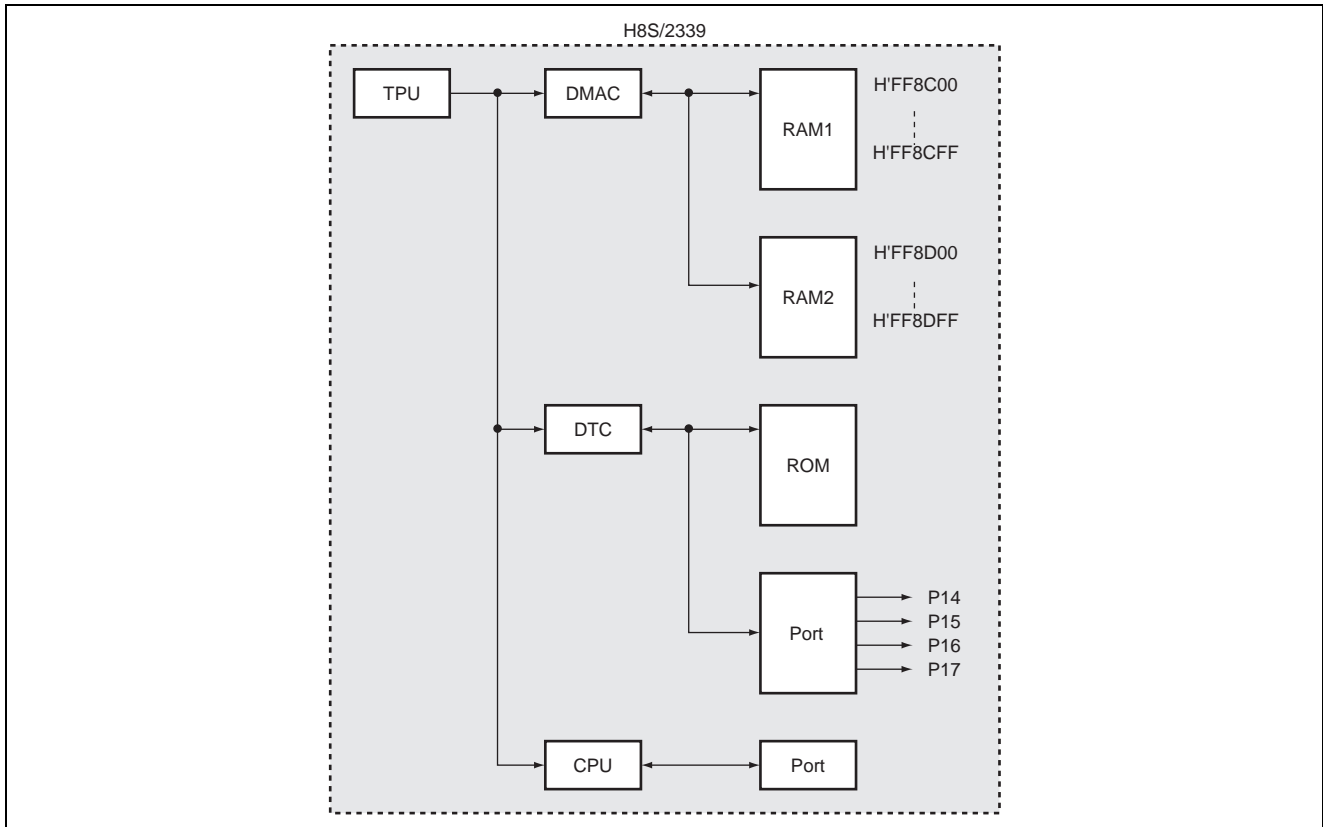 H8S/2339
TPU
DMAC
RAM1
H'FF8C00
H'FF8CFF
RAM2
H'FF8D00
H'FF8DFF
DTC
ROM
Port
P14
P15
P16
P17
CPU
Port